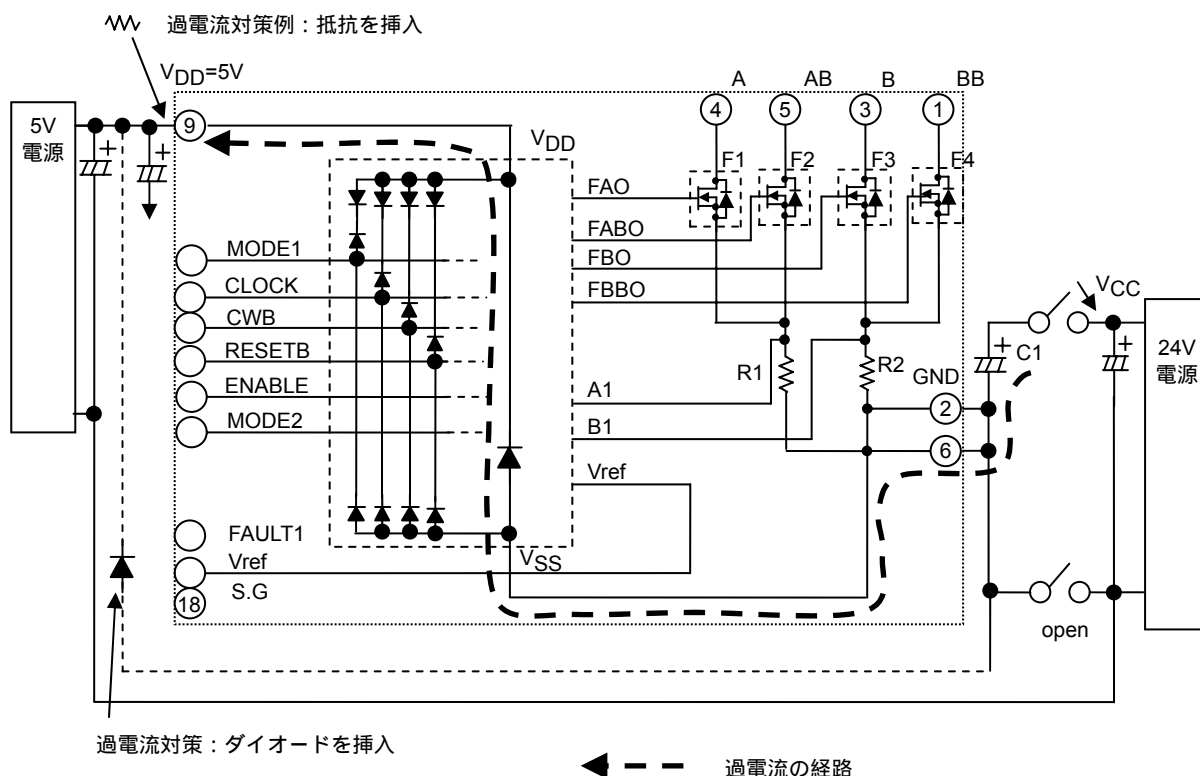 過電流対策例：抵抗を挿入
VDD=5V
A AB B BB
4 5 3 1
5V
電源
9
VDD
F1 F2 F3 F4
FAO
FABO
FBO
FBBO
MODE1
CLOCK
CWB
RESETB
ENABLE
MODE2
VCC
C1
24V
電源
R1 R2
GND
2
6
A1
B1
Vref
FAULT1
Vref
S.G
18
VSS
open
過電流対策：ダイオードを挿入
過電流の経路